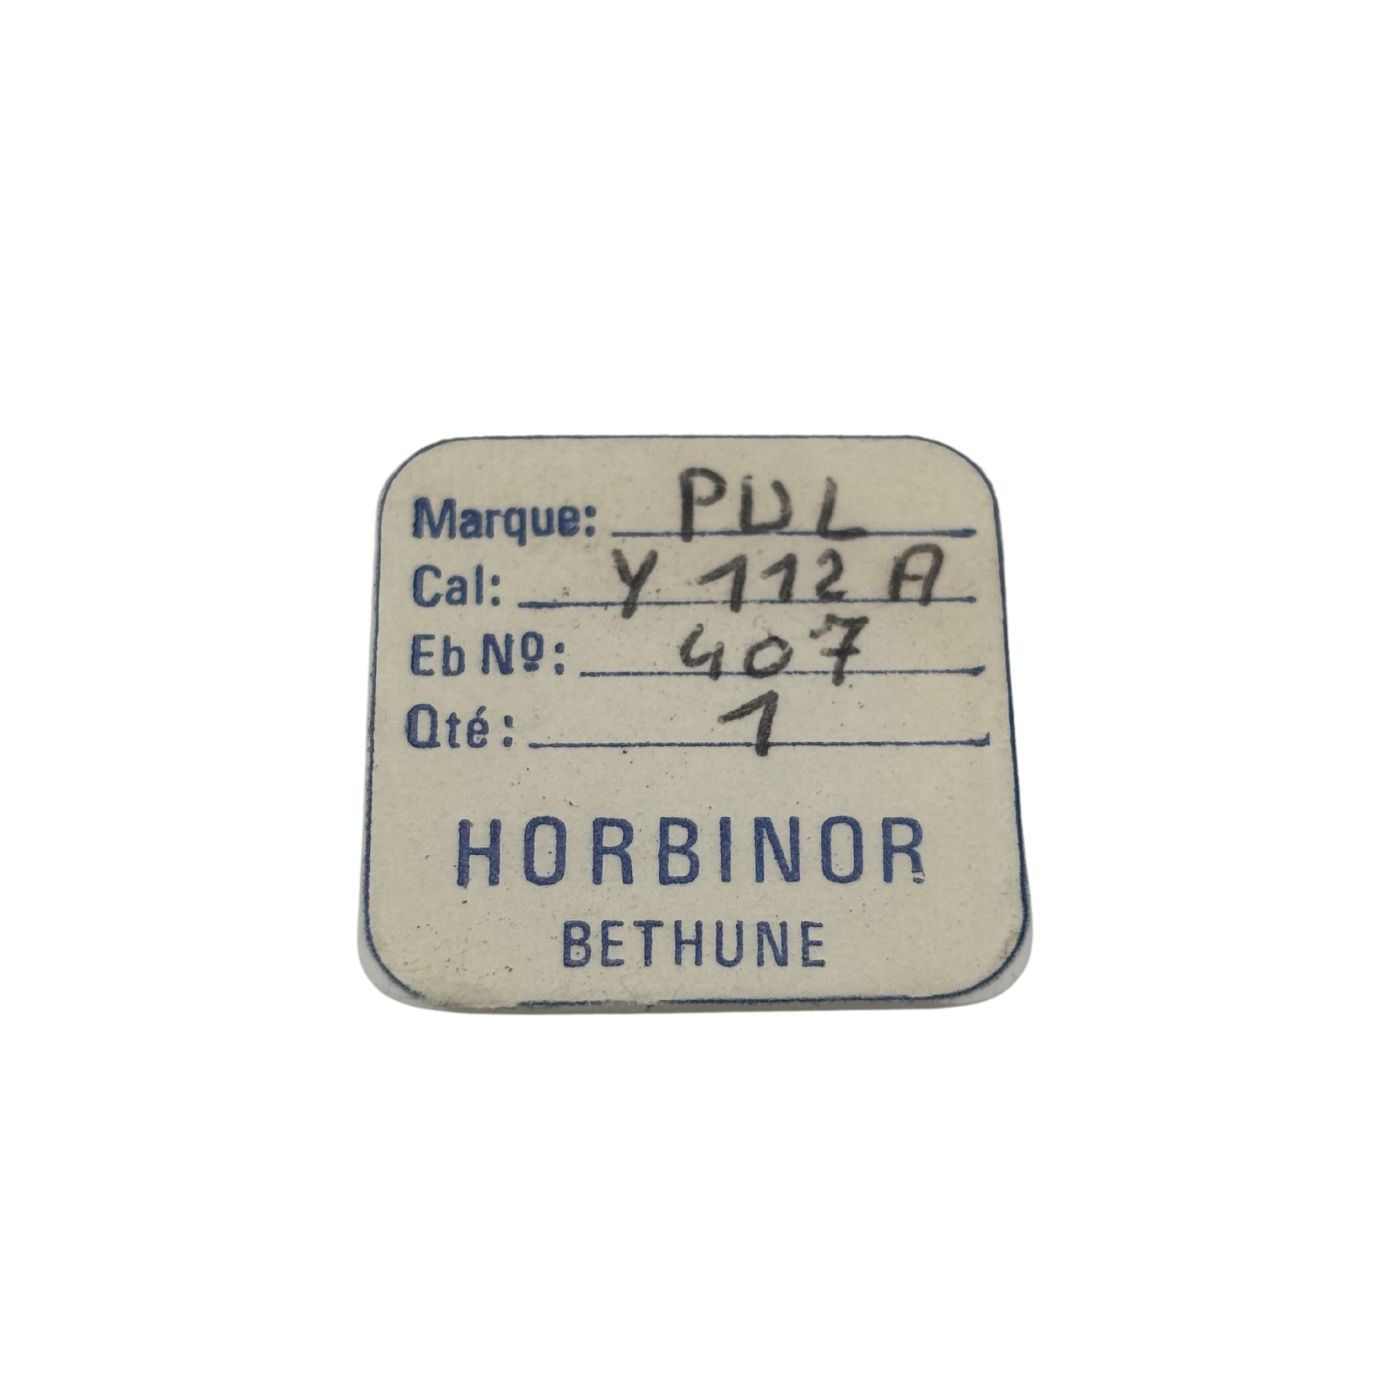 Marque: PUL
Cal: Y 112 A
Eb Nº: 407
Qté: 1
HORBINOR
BETHUNE